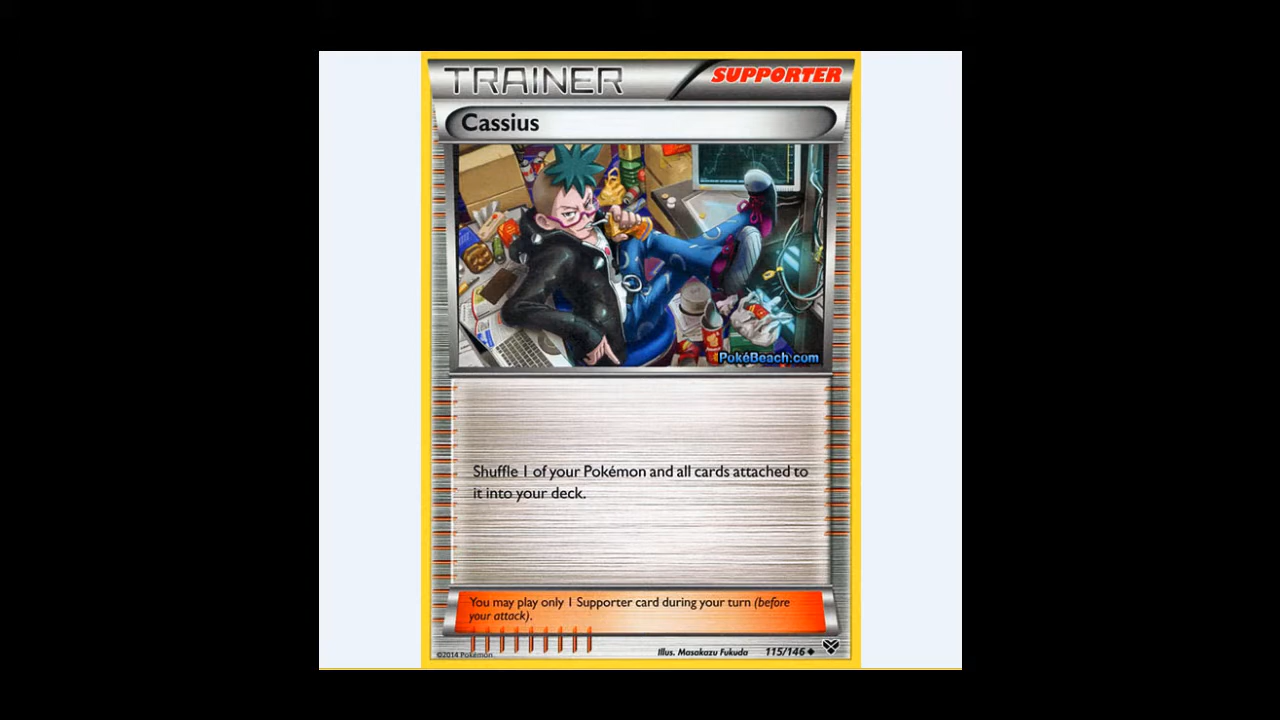 TRAINER
SUPPORTER
Cassius
PokéBeach.com
Shuffle 1 of your Pokémon and all cards attached to
it into your deck.
You may play only 1 Supporter card during your turn (before
your attack).
©2014 Pokémon
Illus. Masakazu Fukuda
115/146